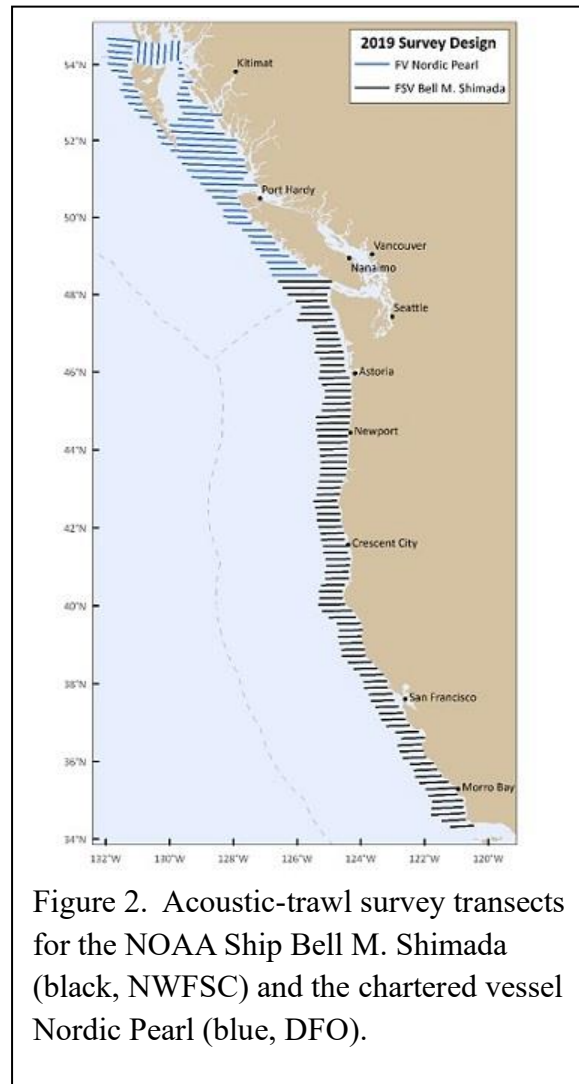 2019 Survey Design
FV Nordic Pearl
FSV Bell M. Shimada
54°N
Kitimat
52°N
Port Hardy
50°N
Vancouver
Nanaimo
48°N
Seattle
46°N
Astoria
Newport
44°N
42°N
Crescent City
40°N
38°N
San Francisco
36°N
Morro Bay
34°N
132°W 130°W 128°W 126°W 124°W 122°W 120°W
Figure 2. Acoustic-trawl survey transects
for the NOAA Ship Bell M. Shimada
(black, NWFSC) and the chartered vessel
Nordic Pearl (blue, DFO).